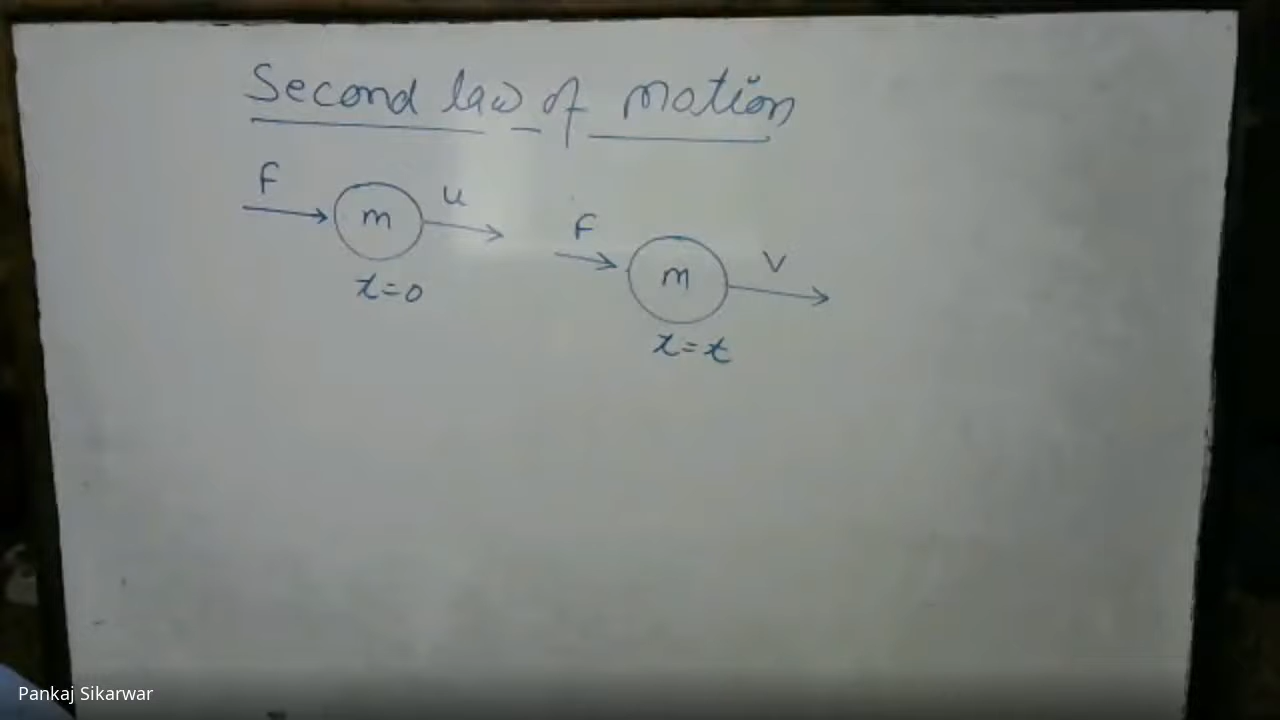 Second law of motion
F m u
t=0
F m v
t=t
Pankaj Sikarwar